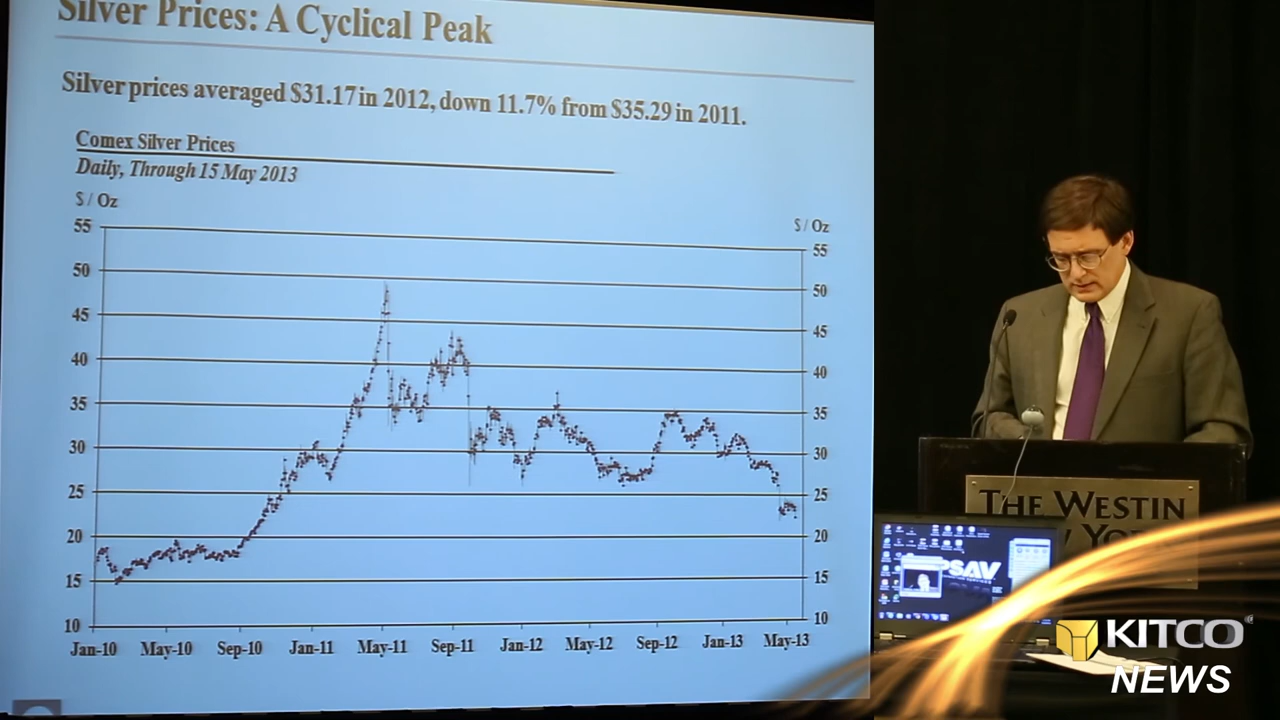 Silver Prices: A Cyclical Peak
Silver prices averaged $31.17 in 2012, down 11.7% from $35.29 in 2011.
Comex Silver Prices
Daily, Through 15 May 2013
$ / Oz
$ / Oz
55
50
45
40
35
30
25
20
15
10
55
50
45
40
35
30
25
20
15
10
Jan-10 May-10 Sep-10 Jan-11 May-11 Sep-11 Jan-12 May-12 Sep-12 Jan-13 May-13
THE WESTIN
PSAV
KITCO
NEWS